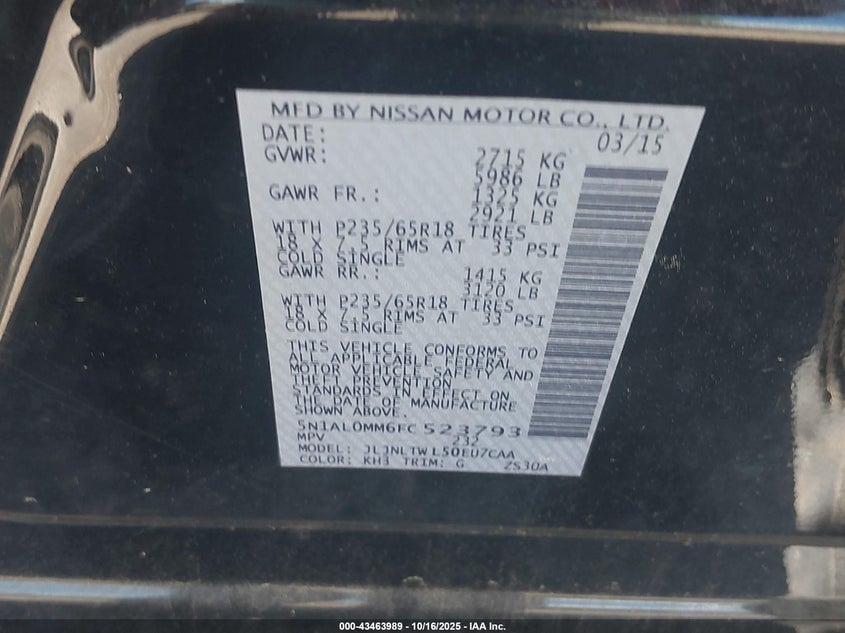 MFD BY NISSAN MOTOR CO., LTD.
DATE: 03/15
GVWR: 2715 KG
5986 LB
GAWR FR.: 1325 KG
2921 LB
WITH P235/65R18 TIRES
18 X 7.5 RIMS AT 33 PSI
COLD SINGLE
GAWR RR.: 1415 KG
3120 LB
WITH P235/65R18 TIRES
18 X 7.5 RIMS AT 33 PSI
COLD SINGLE
THIS VEHICLE CONFORMS TO
ALL APPLICABLE FEDERAL
MOTOR VEHICLE SAFETY AND
THEFT PREVENTION
STANDARDS IN EFFECT ON
THE DATE OF MANUFACTURE
SHOWN ABOVE.
5N1AL0MM6FC523793
MPV 232
MODEL: JLJNLTWL50EU7CAA
COLOR: KH3 TRIM: G ZS30A
000-43463989 - 10/16/2025 - IAA Inc.